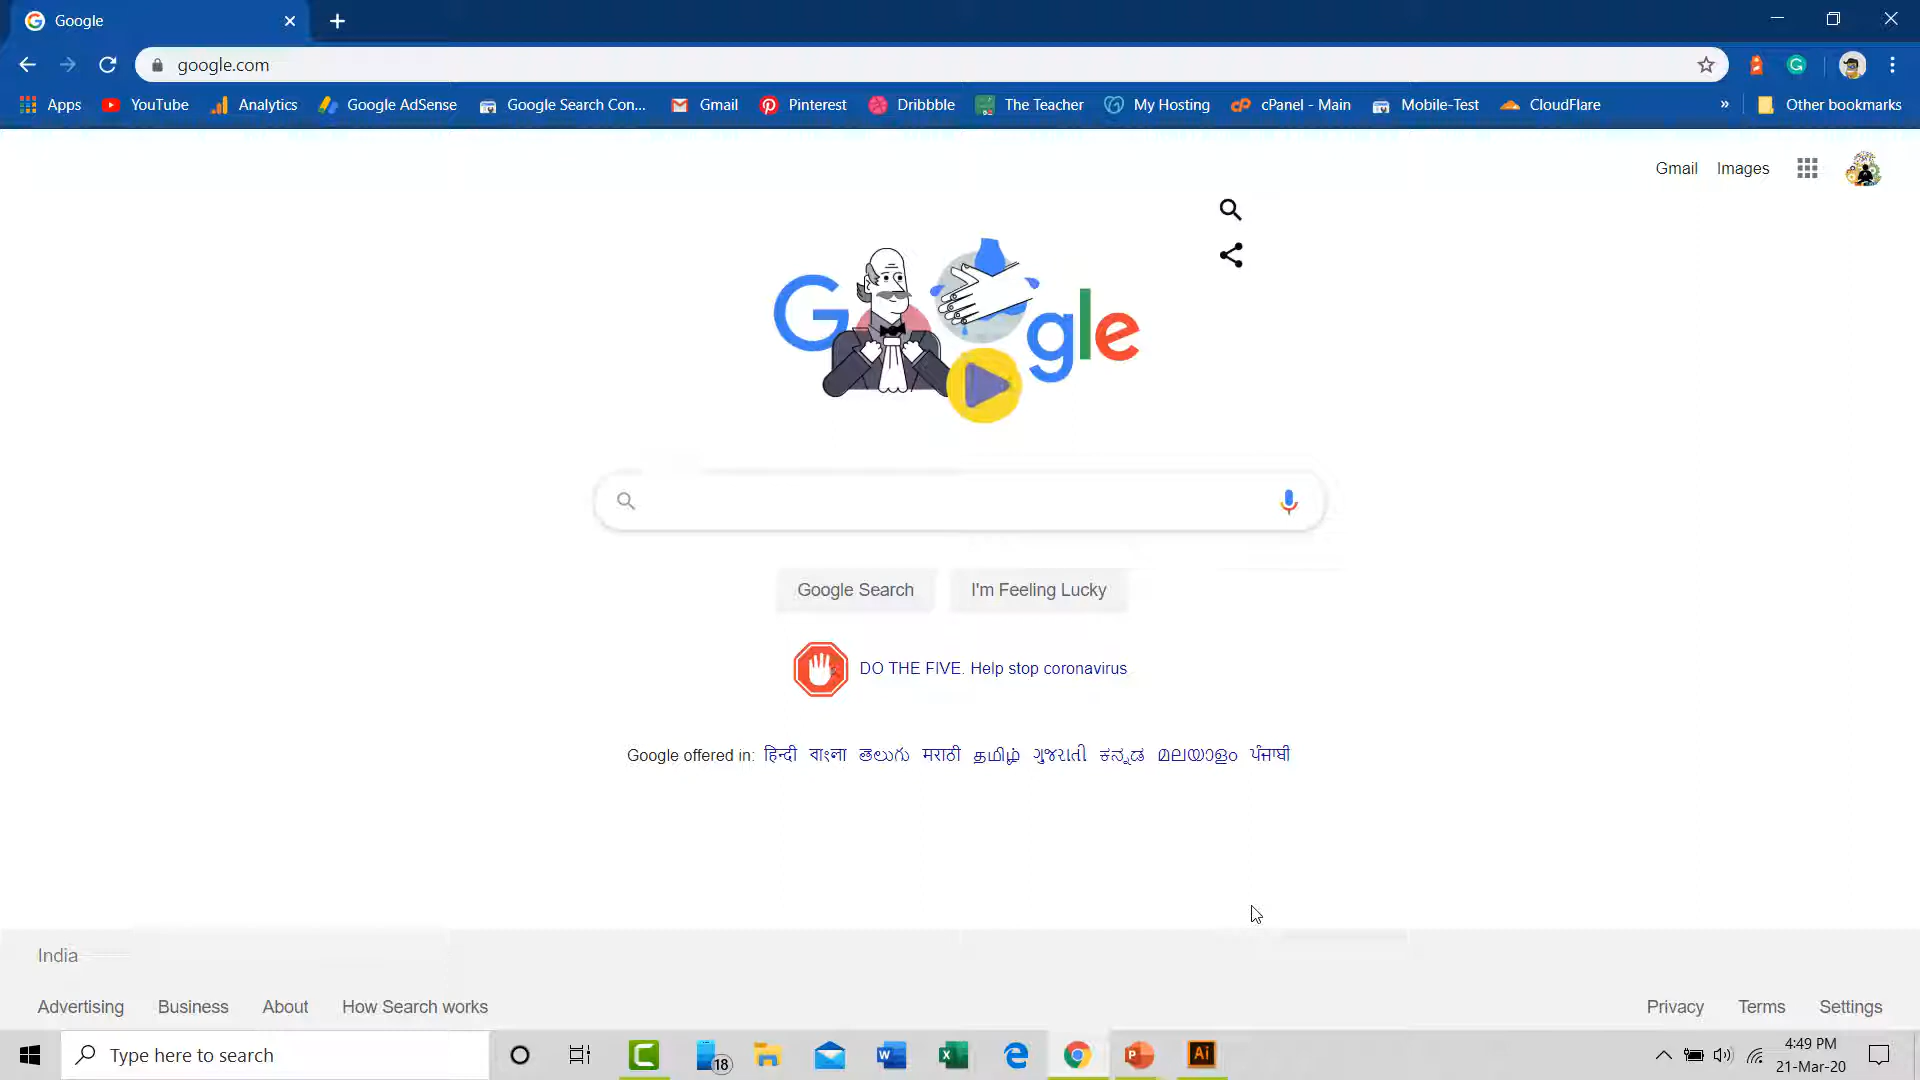 Google
google.com
Apps YouTube Analytics Google AdSense Google Search Con... Gmail Pinterest Dribbble The Teacher My Hosting cPanel - Main Mobile-Test CloudFlare » Other bookmarks
Gmail Images
Google
Google Search I'm Feeling Lucky
DO THE FIVE. Help stop coronavirus
Google offered in: हिन्दी বাংলা తెలుగు मराठी தமிழ் ગુજરાતી ಕನ್ನಡ മലയാളം ਪੰਜਾਬੀ
India
Advertising Business About How Search works Privacy Terms Settings
Type here to search 18 4:49 PM
21-Mar-20